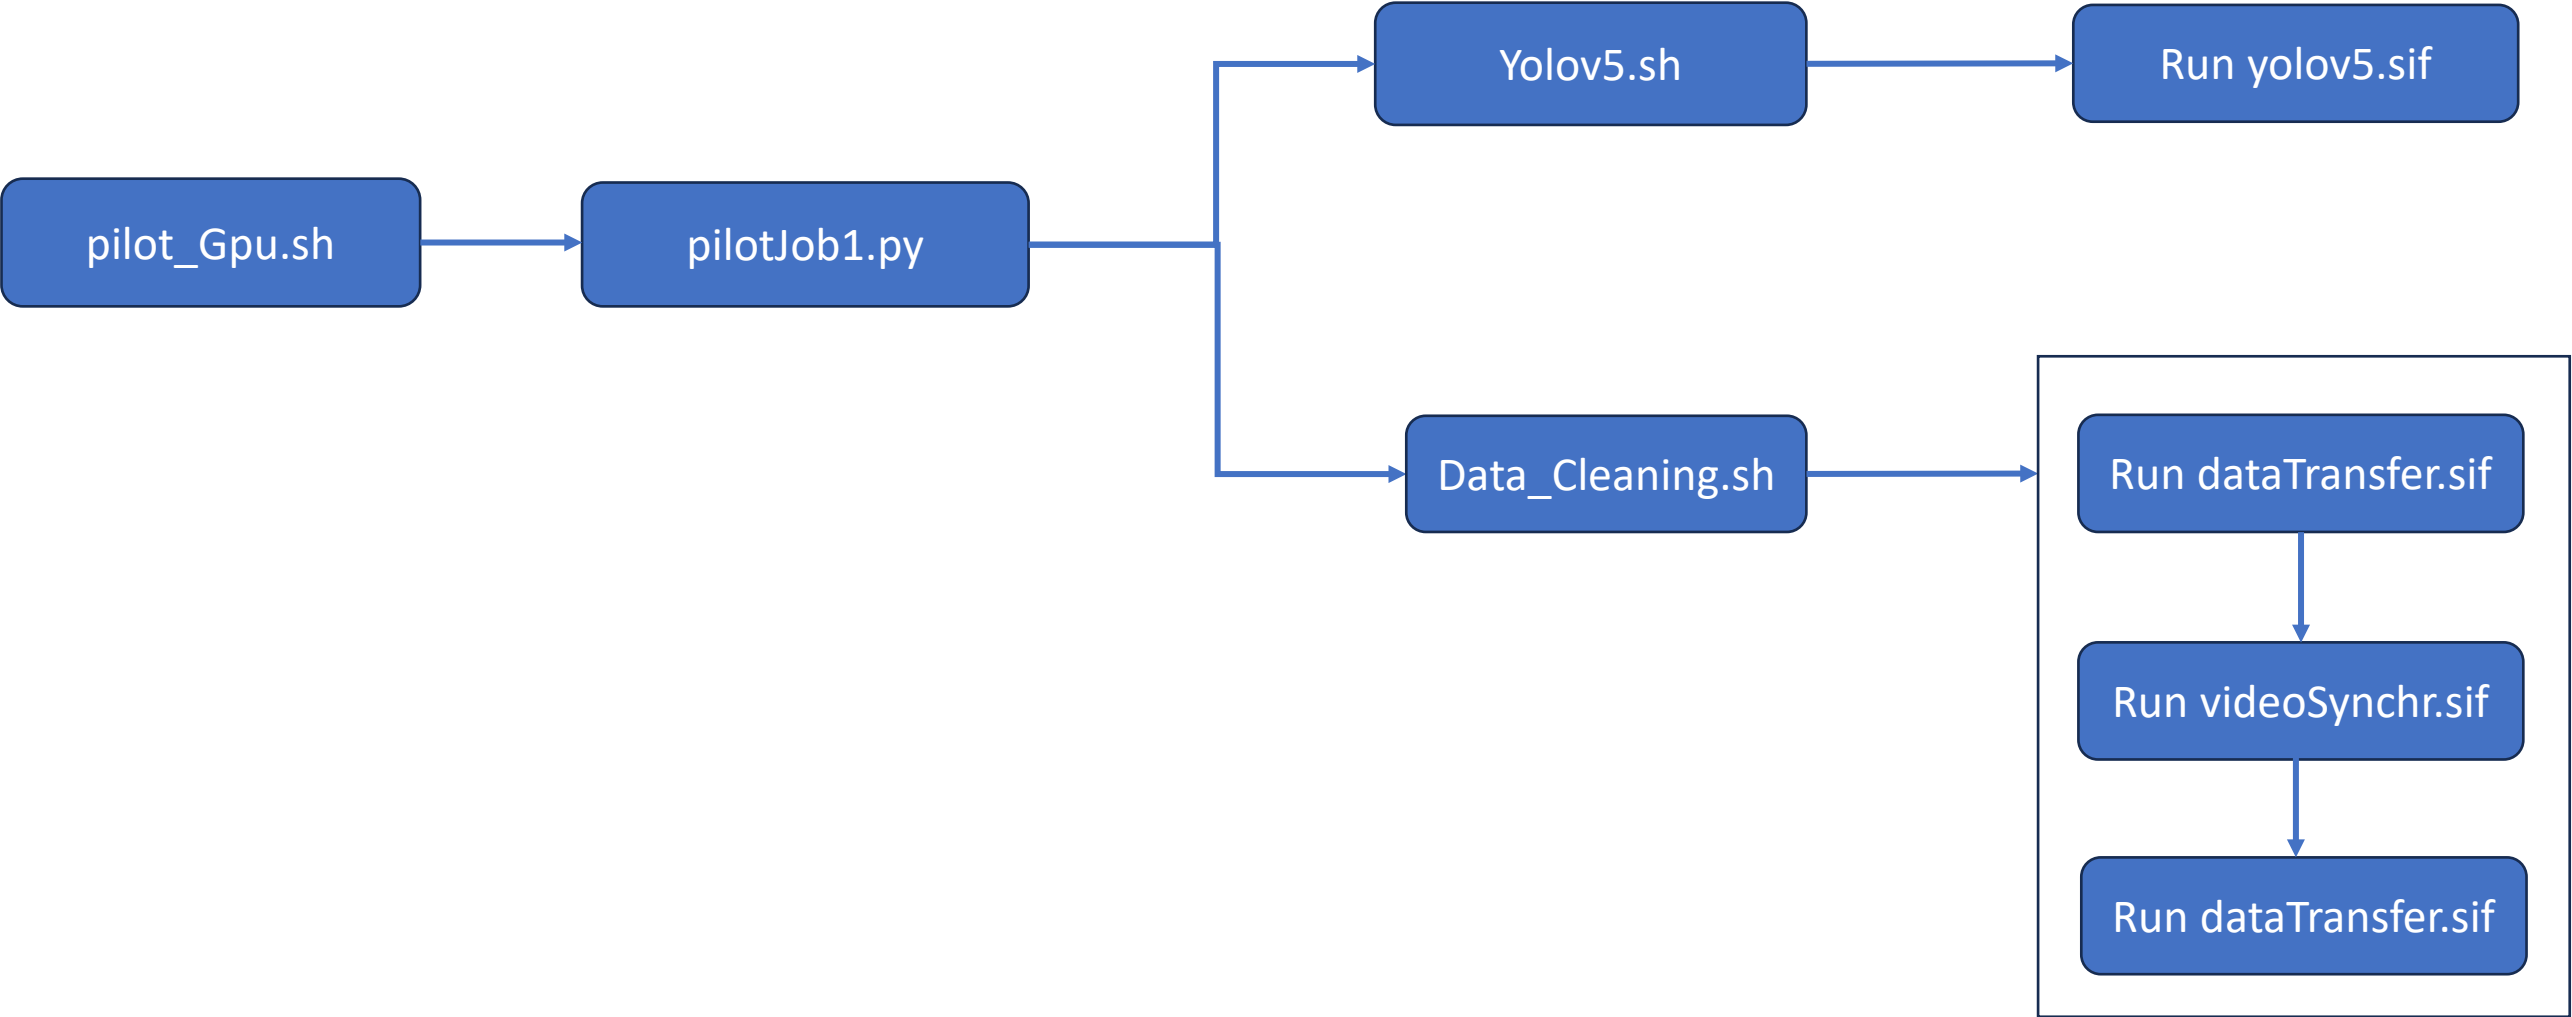 pilot_Gpu.sh
pilotJob1.py
Yolov5.sh
Run yolov5.sif
Data_Cleaning.sh
Run dataTransfer.sif
Run videoSynchr.sif
Run dataTransfer.sif